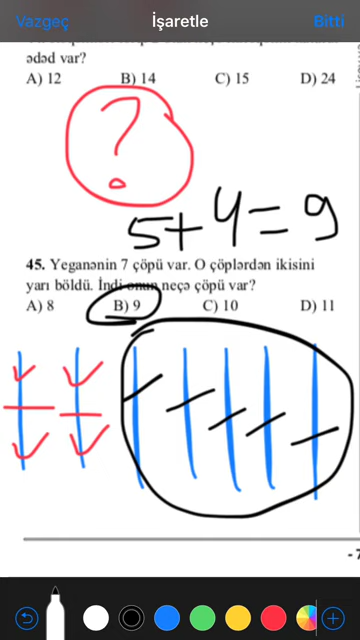 Vazgeç İşaretle Bitti
ədəd var?
A) 12 B) 14 C) 15 D) 24
?
5+4=9
45. Yeganənin 7 çöpü var. O çöplərdən ikisini
yarı böldü. İndi onun neçə çöpü var?
A) 8 B) 9 C) 10 D) 11
-7